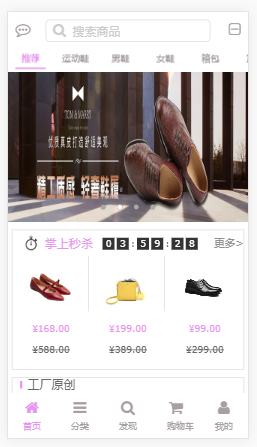 搜索商品
推荐 运动鞋 男鞋 女鞋 箱包
TOM & MARRY
优质真皮打造舒适美观
精工质感 轻奢鞋履
掌上秒杀 03:59:28 更多>
¥168.00 ¥199.00 ¥99.00
¥588.00 ¥389.00 ¥299.00
工厂原创
首页 分类 发现 购物车 我的